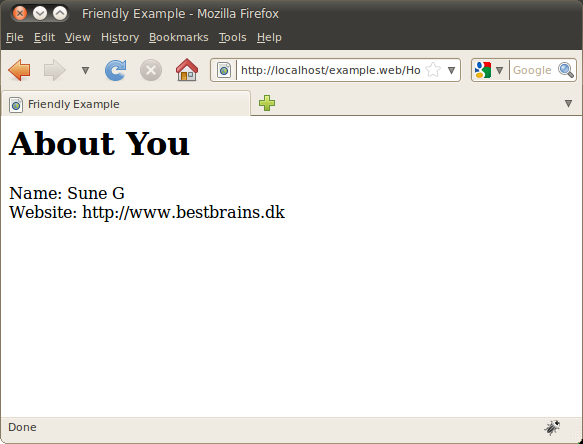 Friendly Example - Mozilla Firefox
File Edit View History Bookmarks Tools Help
http://localhost/example.web/Ho Google
Friendly Example
About You
Name: Sune G
Website: http://www.bestbrains.dk
Done